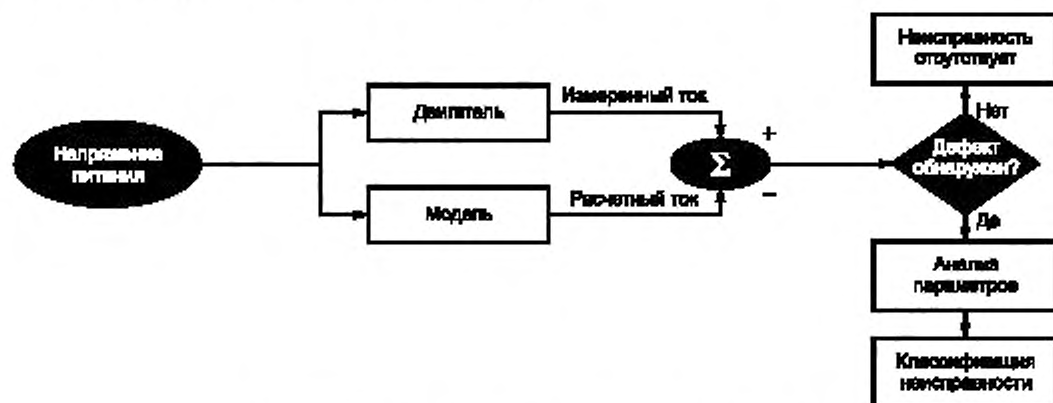 Неисправность
отсутствует
Нет
Дефект
обнаружен?
Да
Анализ
параметров
Классификация
неисправности
Напряжение
питания
Двигатель
Измеренный ток
+
Σ
−
Модель
Расчетный ток